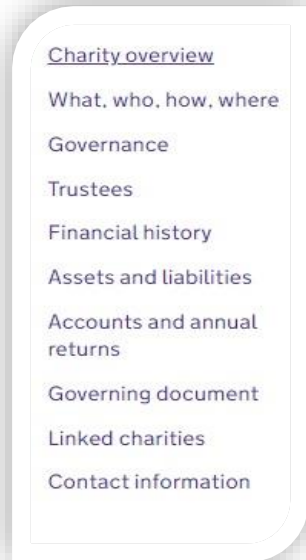 Charity overview
What, who, how, where
Governance
Trustees
Financial history
Assets and liabilities
Accounts and annual
returns
Governing document
Linked charities
Contact information